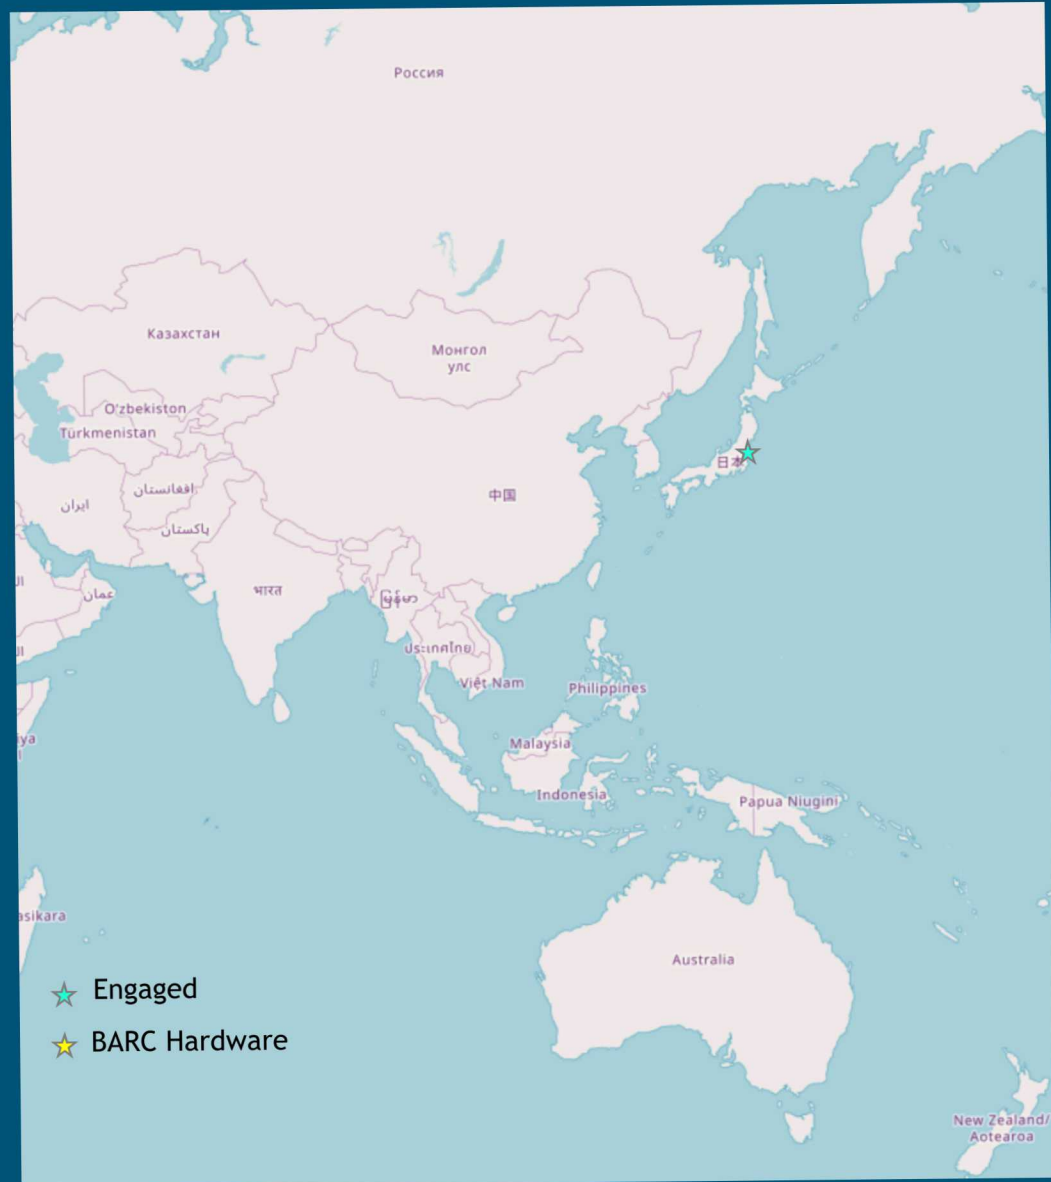 Россия
Казахстан
Монгол
улс
O'zbekiston
Türkmenistan
日本
افغانستان
ايران
中国
پاکستان
भारत
عمان
မြန်မာ
ประเทศไทย
Việt Nam
Philippines
Malaysia
Indonesia
Papua Niugini
Australia
Engaged
BARC Hardware
New Zealand/
Aotearoa